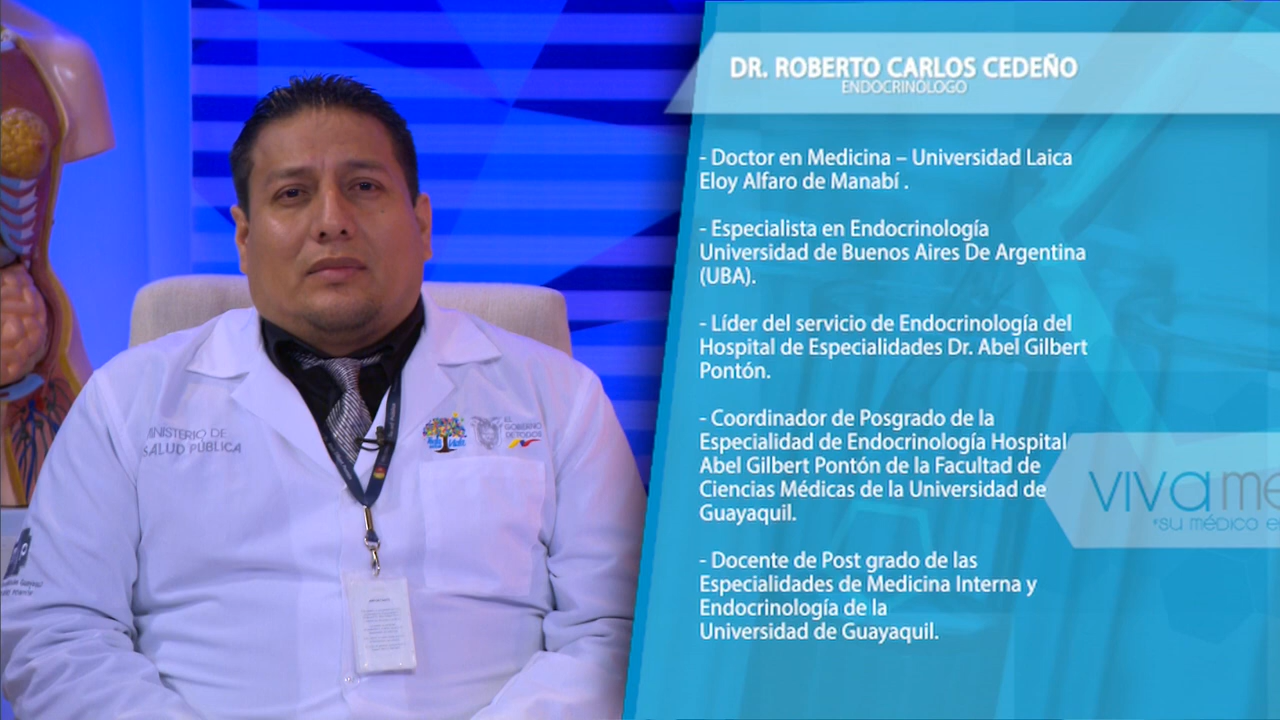 DR. ROBERTO CARLOS CEDEÑO
ENDOCRINÓLOGO
- Doctor en Medicina – Universidad Laica
Eloy Alfaro de Manabí .
- Especialista en Endocrinología
Universidad de Buenos Aires De Argentina
(UBA).
- Líder del servicio de Endocrinología del
Hospital de Especialidades Dr. Abel Gilbert
Pontón.
- Coordinador de Posgrado de la
Especialidad de Endocrinología Hospital
Abel Gilbert Pontón de la Facultad de
Ciencias Médicas de la Universidad de
Guayaquil.
- Docente de Post grado de las
Especialidades de Medicina Interna y
Endocrinología de la
Universidad de Guayaquil.
vivame
"SU MÉDICO E
MINISTERIO DE
SALUD PÚBLICA
EL
GOBIERNO
DE TODOS